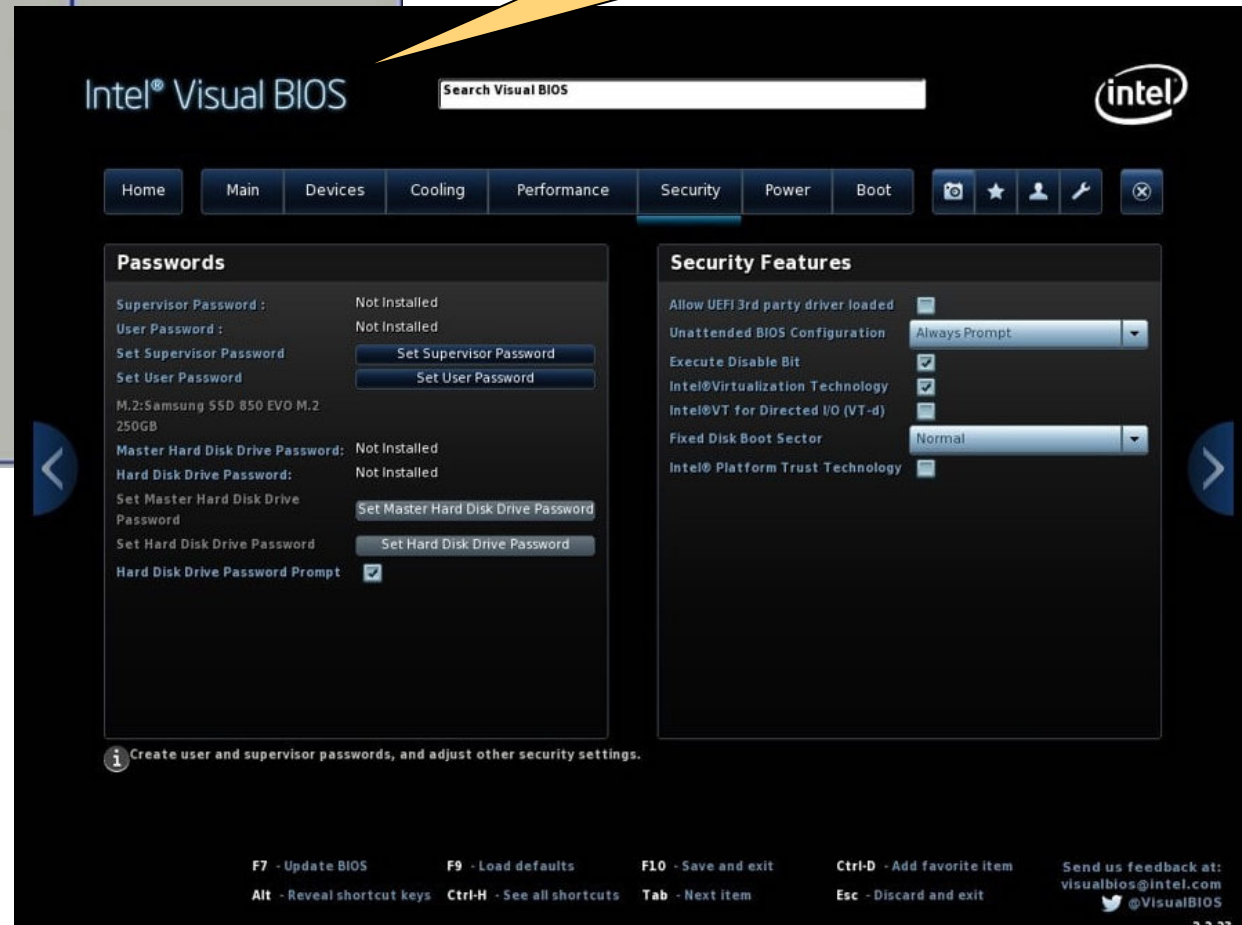 Intel® Visual BIOS
Search Visual BIOS
intel
Home Main Devices Cooling Performance Security Power Boot
Passwords
Supervisor Password : Not Installed
User Password : Not Installed
Set Supervisor Password Set Supervisor Password
Set User Password Set User Password
M.2:Samsung SSD 850 EVO M.2
250GB
Master Hard Disk Drive Password: Not Installed
Hard Disk Drive Password: Not Installed
Set Master Hard Disk Drive
Password Set Master Hard Disk Drive Password
Set Hard Disk Drive Password Set Hard Disk Drive Password
Hard Disk Drive Password Prompt
Security Features
Allow UEFI 3rd party driver loaded
Unattended BIOS Configuration Always Prompt
Execute Disable Bit
Intel®Virtualization Technology
Intel®VT for Directed I/O (VT-d)
Fixed Disk Boot Sector Normal
Intel® Platform Trust Technology
Create user and supervisor passwords, and adjust other security settings.
F7 - Update BIOS F9 - Load defaults F10 - Save and exit Ctrl-D - Add favorite item
Alt - Reveal shortcut keys Ctrl-H - See all shortcuts Tab - Next item Esc - Discard and exit
Send us feedback at:
visualbios@intel.com
@VisualBIOS